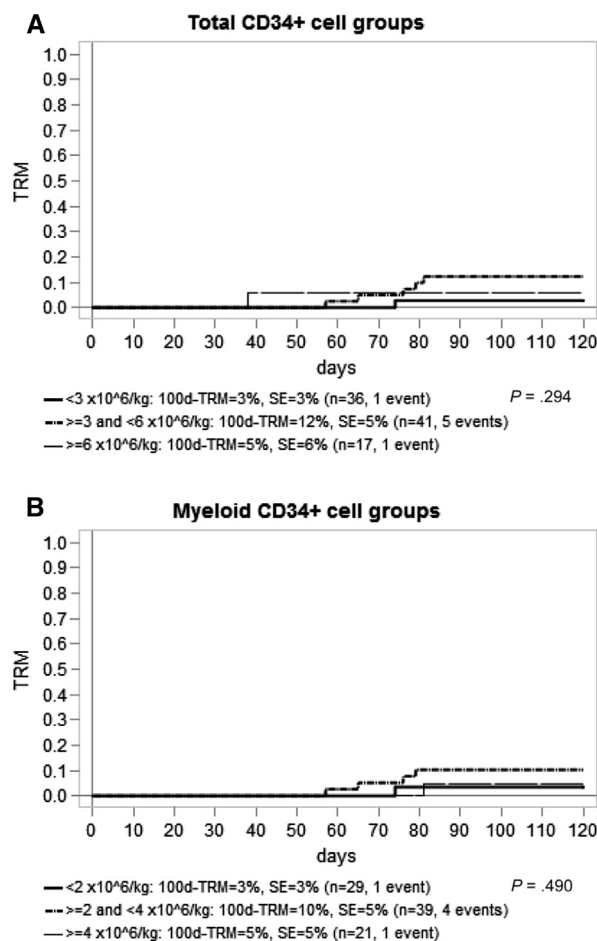 A
Total CD34+ cell groups
1.0
0.9
0.8
0.7
0.6
0.5
0.4
0.3
0.2
0.1
0.0
TRM
0 10 20 30 40 50 60 70 80 90 100 110 120
days
<3 x10^6/kg: 100d-TRM=3%, SE=3% (n=36, 1 event) P = .294
>=3 and <6 x10^6/kg: 100d-TRM=12%, SE=5% (n=41, 5 events)
>=6 x10^6/kg: 100d-TRM=5%, SE=6% (n=17, 1 event)
B
Myeloid CD34+ cell groups
1.0
0.9
0.8
0.7
0.6
0.5
0.4
0.3
0.2
0.1
0.0
TRM
0 10 20 30 40 50 60 70 80 90 100 110 120
days
<2 x10^6/kg: 100d-TRM=3%, SE=3% (n=29, 1 event) P = .490
>=2 and <4 x10^6/kg: 100d-TRM=10%, SE=5% (n=39, 4 events)
>=4 x10^6/kg: 100d-TRM=5%, SE=5% (n=21, 1 event)